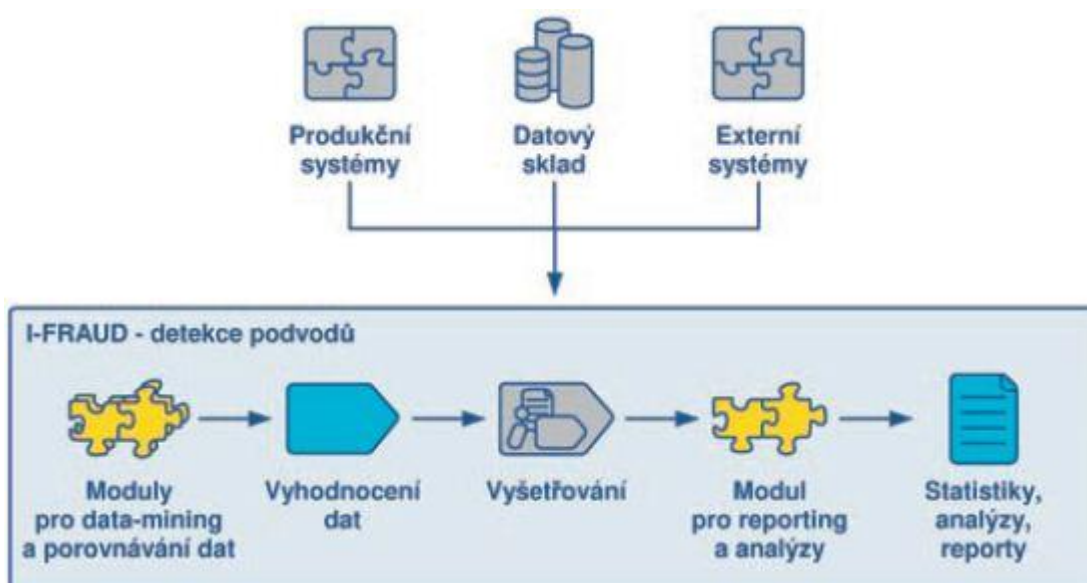 Produkční
systémy
Datový
sklad
Externí
systémy
I-FRAUD - detekce podvodů
Moduly
pro data-mining
a porovnávání dat
Vyhodnocení
dat
Vyšetřování
Modul
pro reporting
a analýzy
Statistiky,
analýzy,
reporty